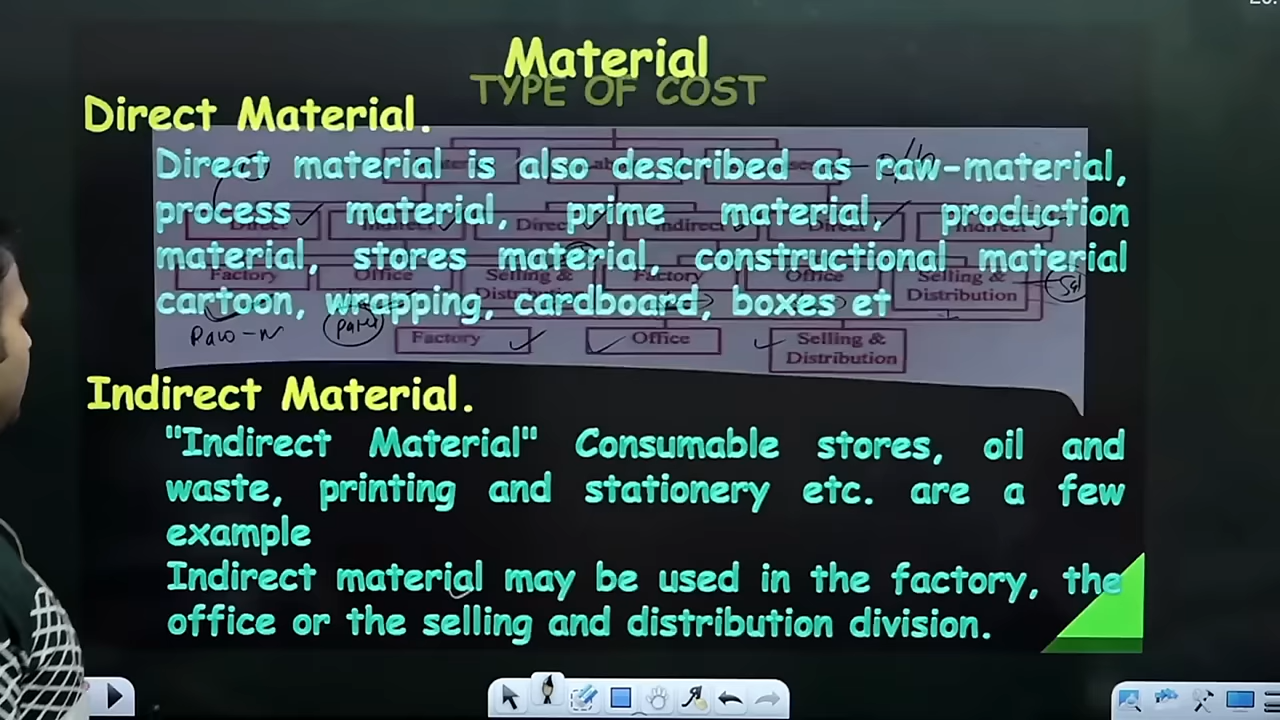 Material
TYPE OF COST
Direct Material.
Direct material is also described as raw-material,
process material, prime material, production
material, stores material, constructional material
cartoon, wrapping, cardboard, boxes et
Direct Indirect Direct Indirect Direct Indirect
Factory Office Selling & Distribution Factory Office Selling & Distribution
Factory Office Selling & Distribution
Indirect Material.
"Indirect Material" Consumable stores, oil and
waste, printing and stationery etc. are a few
example
Indirect material may be used in the factory, the
office or the selling and distribution division.